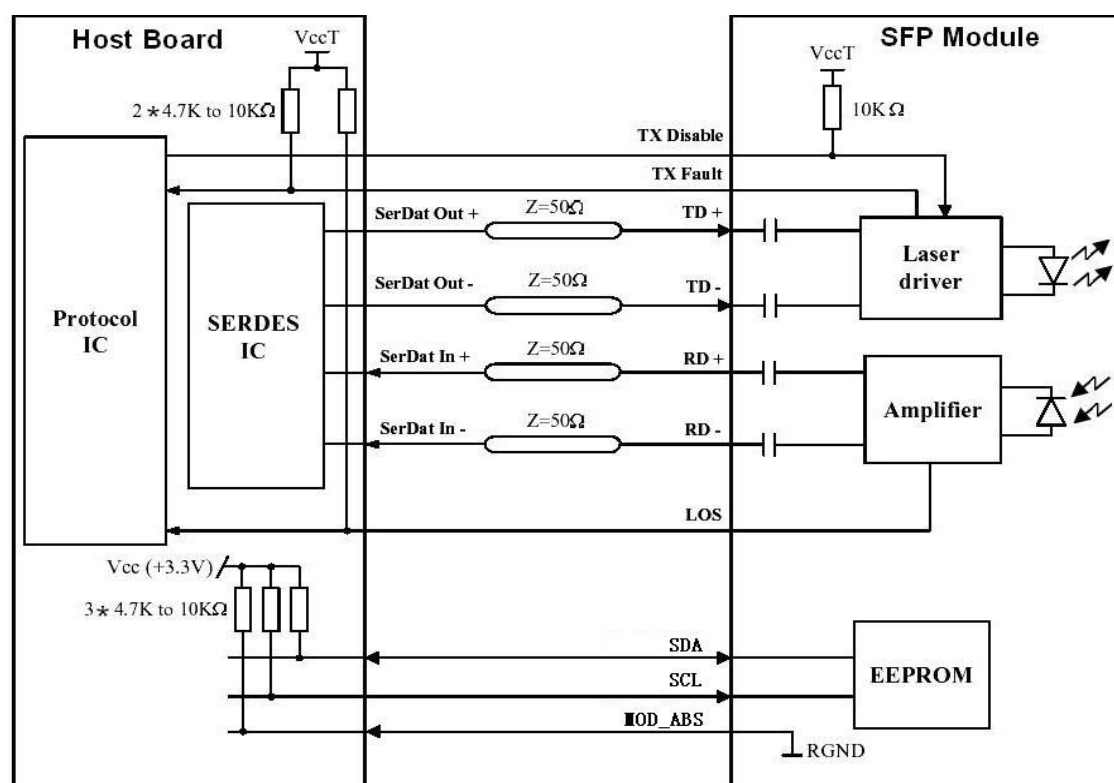 Host Board
SFP Module
VccT
VccT
2*4.7K to 10KΩ
10KΩ
TX Disable
TX Fault
SerDat Out +
Z=50Ω
TD +
Laser
driver
SerDat Out -
Z=50Ω
TD -
Protocol
IC
SERDES
IC
SerDat In +
Z=50Ω
RD +
Amplifier
SerDat In -
Z=50Ω
RD -
LOS
Vcc (+3.3V)
3* 4.7K to 10KΩ
SDA
EEPROM
SCL
MOD_ABS
RGND